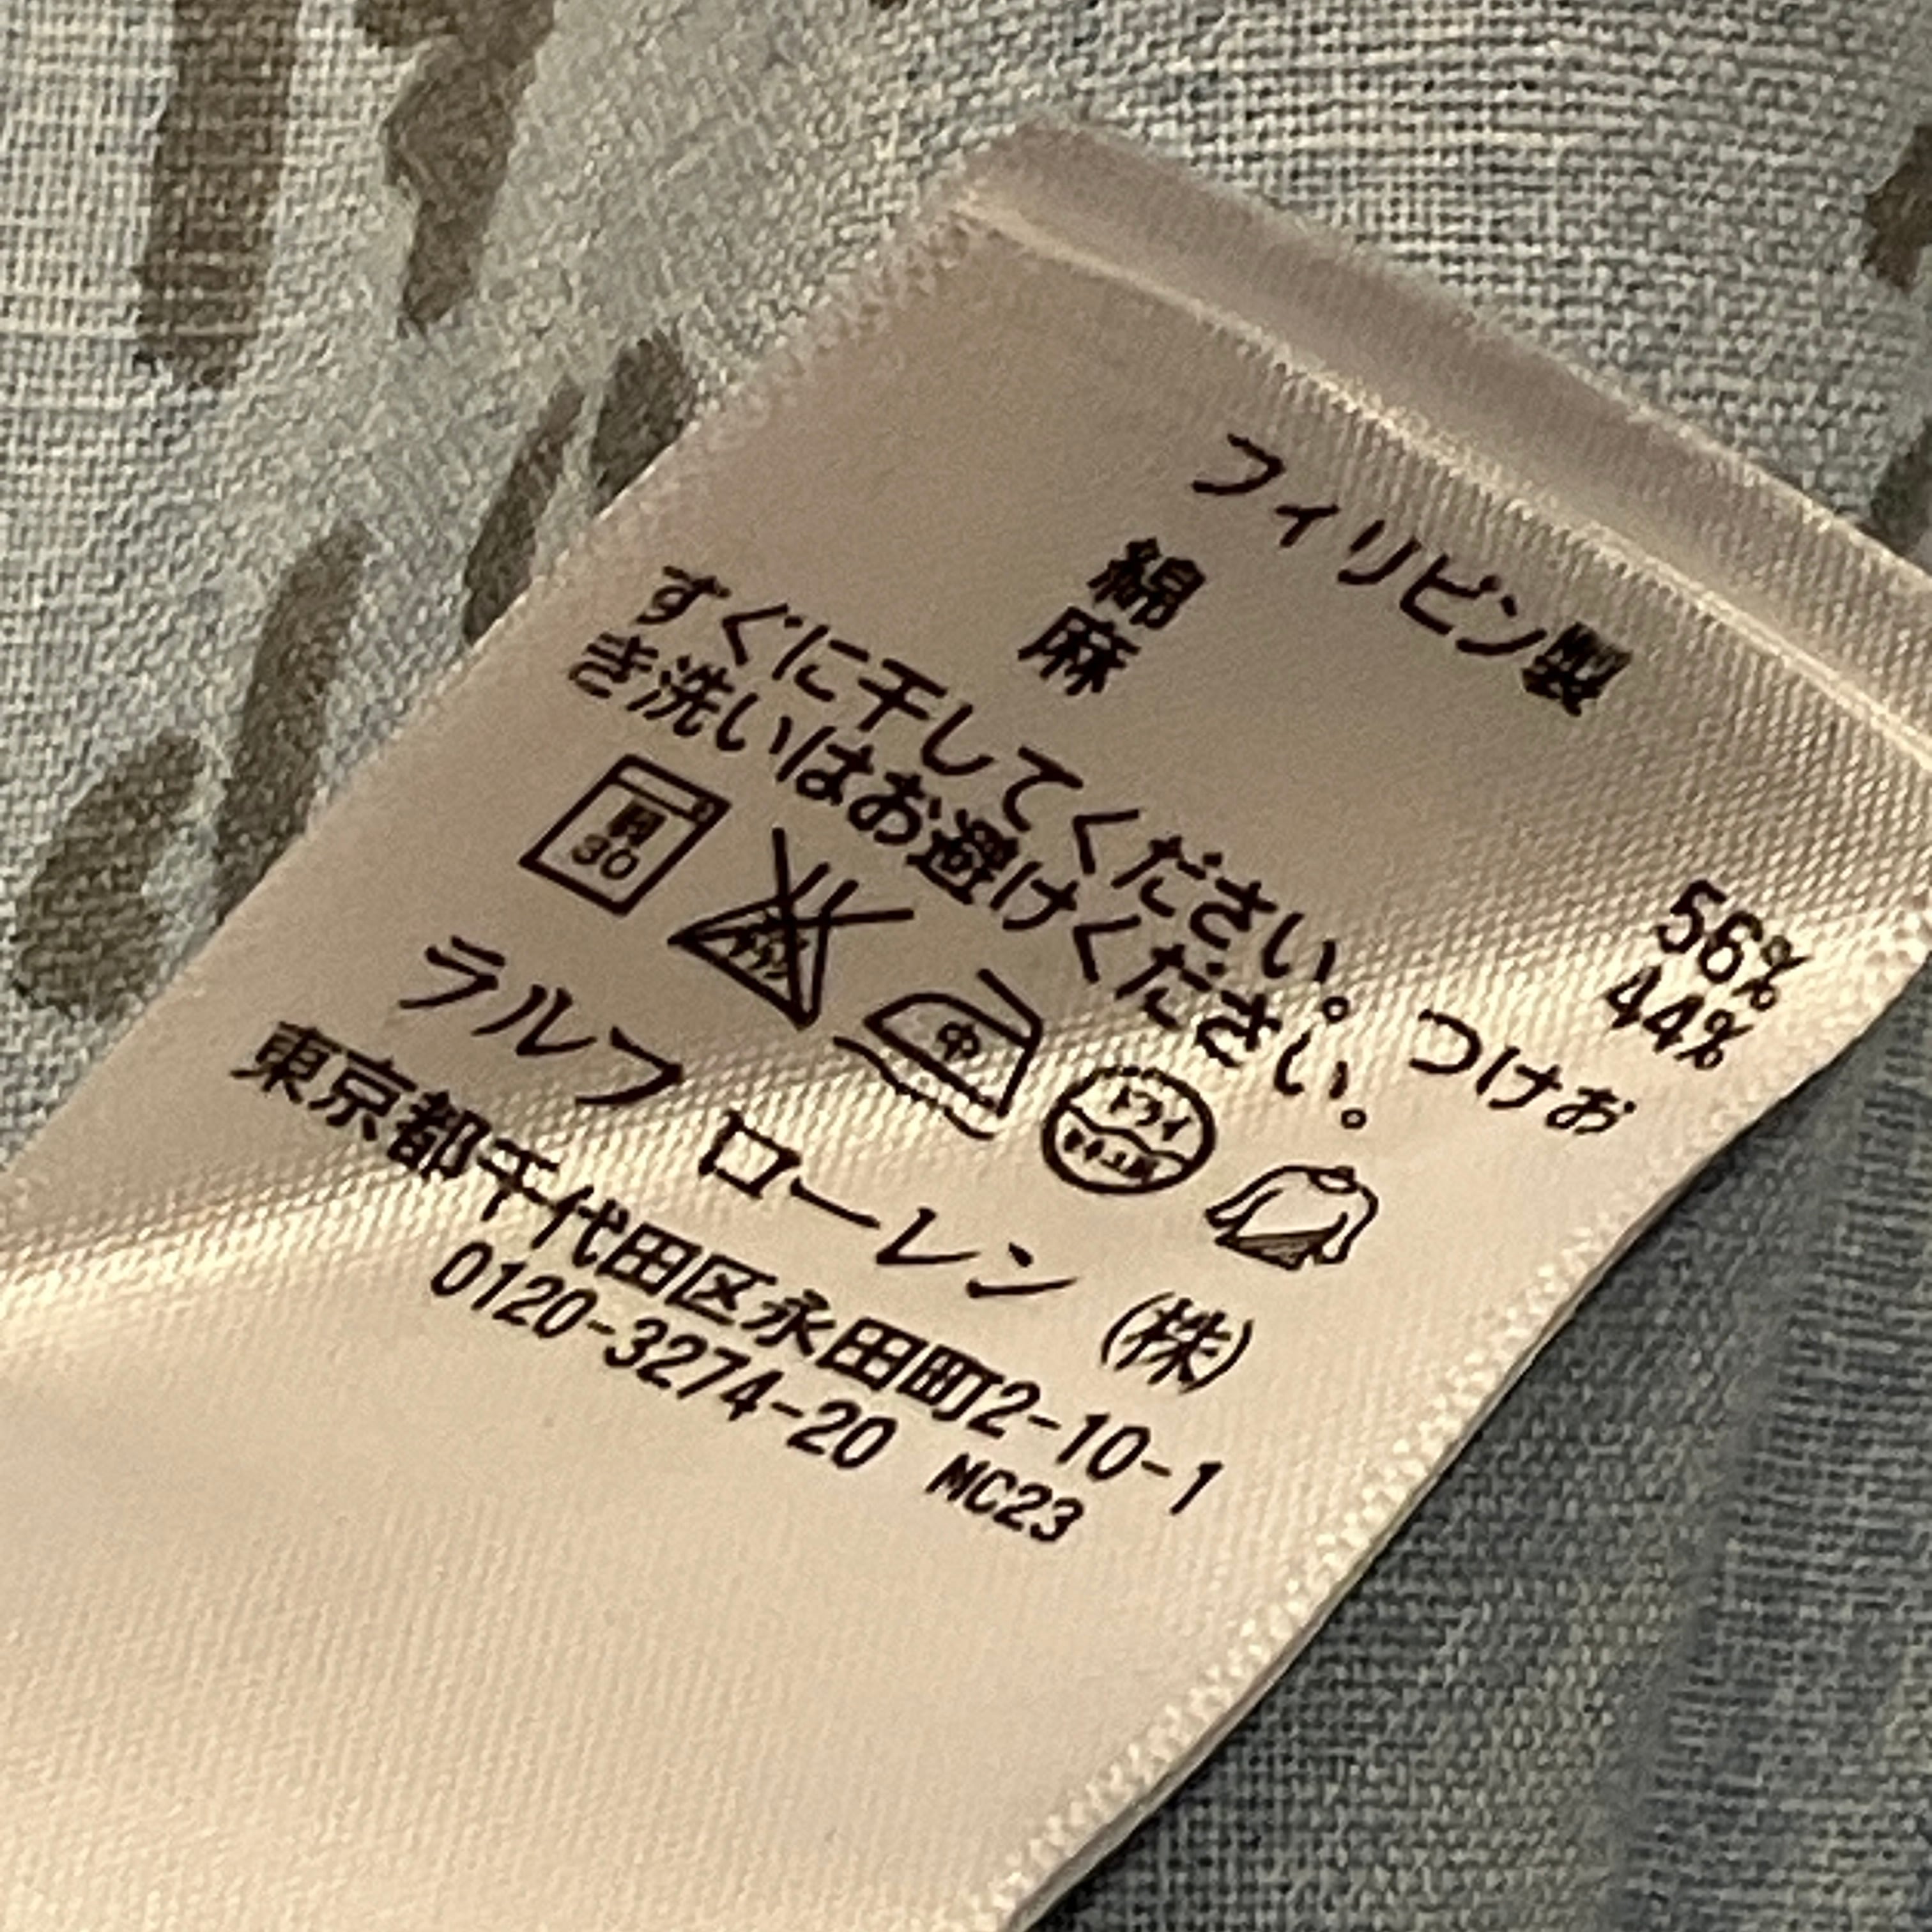 フィリピン製
綿 56%
麻 44%
すぐに干してください。つけお
き洗いはお避けください。
30
中
ドライ
ラルフ ローレン (株)
東京都千代田区永田町2-10-1
0120-3274-20 MC23